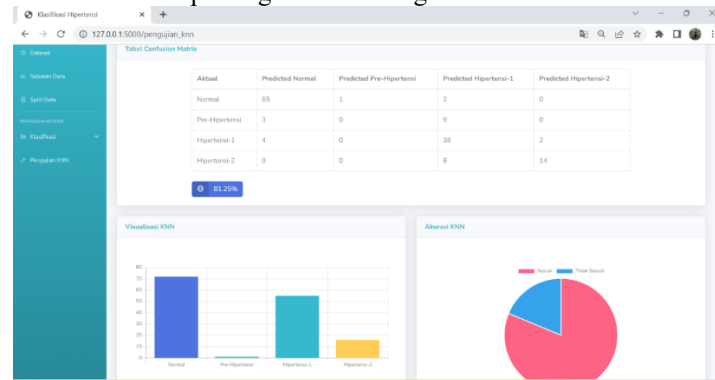 Klasifikasi Hipertensi
127.0.0.1:5000/pengujian_knn
Dataset
Sebaran Data
Split Data
Klasifikasi
Pengujian KNN
Tabel Confusion Matrix
Aktual Predicted Normal Predicted Pre-Hipertensi Predicted Hipertensi-1 Predicted Hipertensi-2
Normal 65 1 2 0
Pre-Hipertensi 3 0 9 0
Hipertensi-1 4 0 38 2
Hipertensi-2 0 0 6 14
81.25%
Visualisasi KNN
80
70
60
50
40
30
20
10
0
Normal Pre-Hipertensi Hipertensi-1 Hipertensi-2
Akurasi KNN
Sesuai Tidak Sesuai